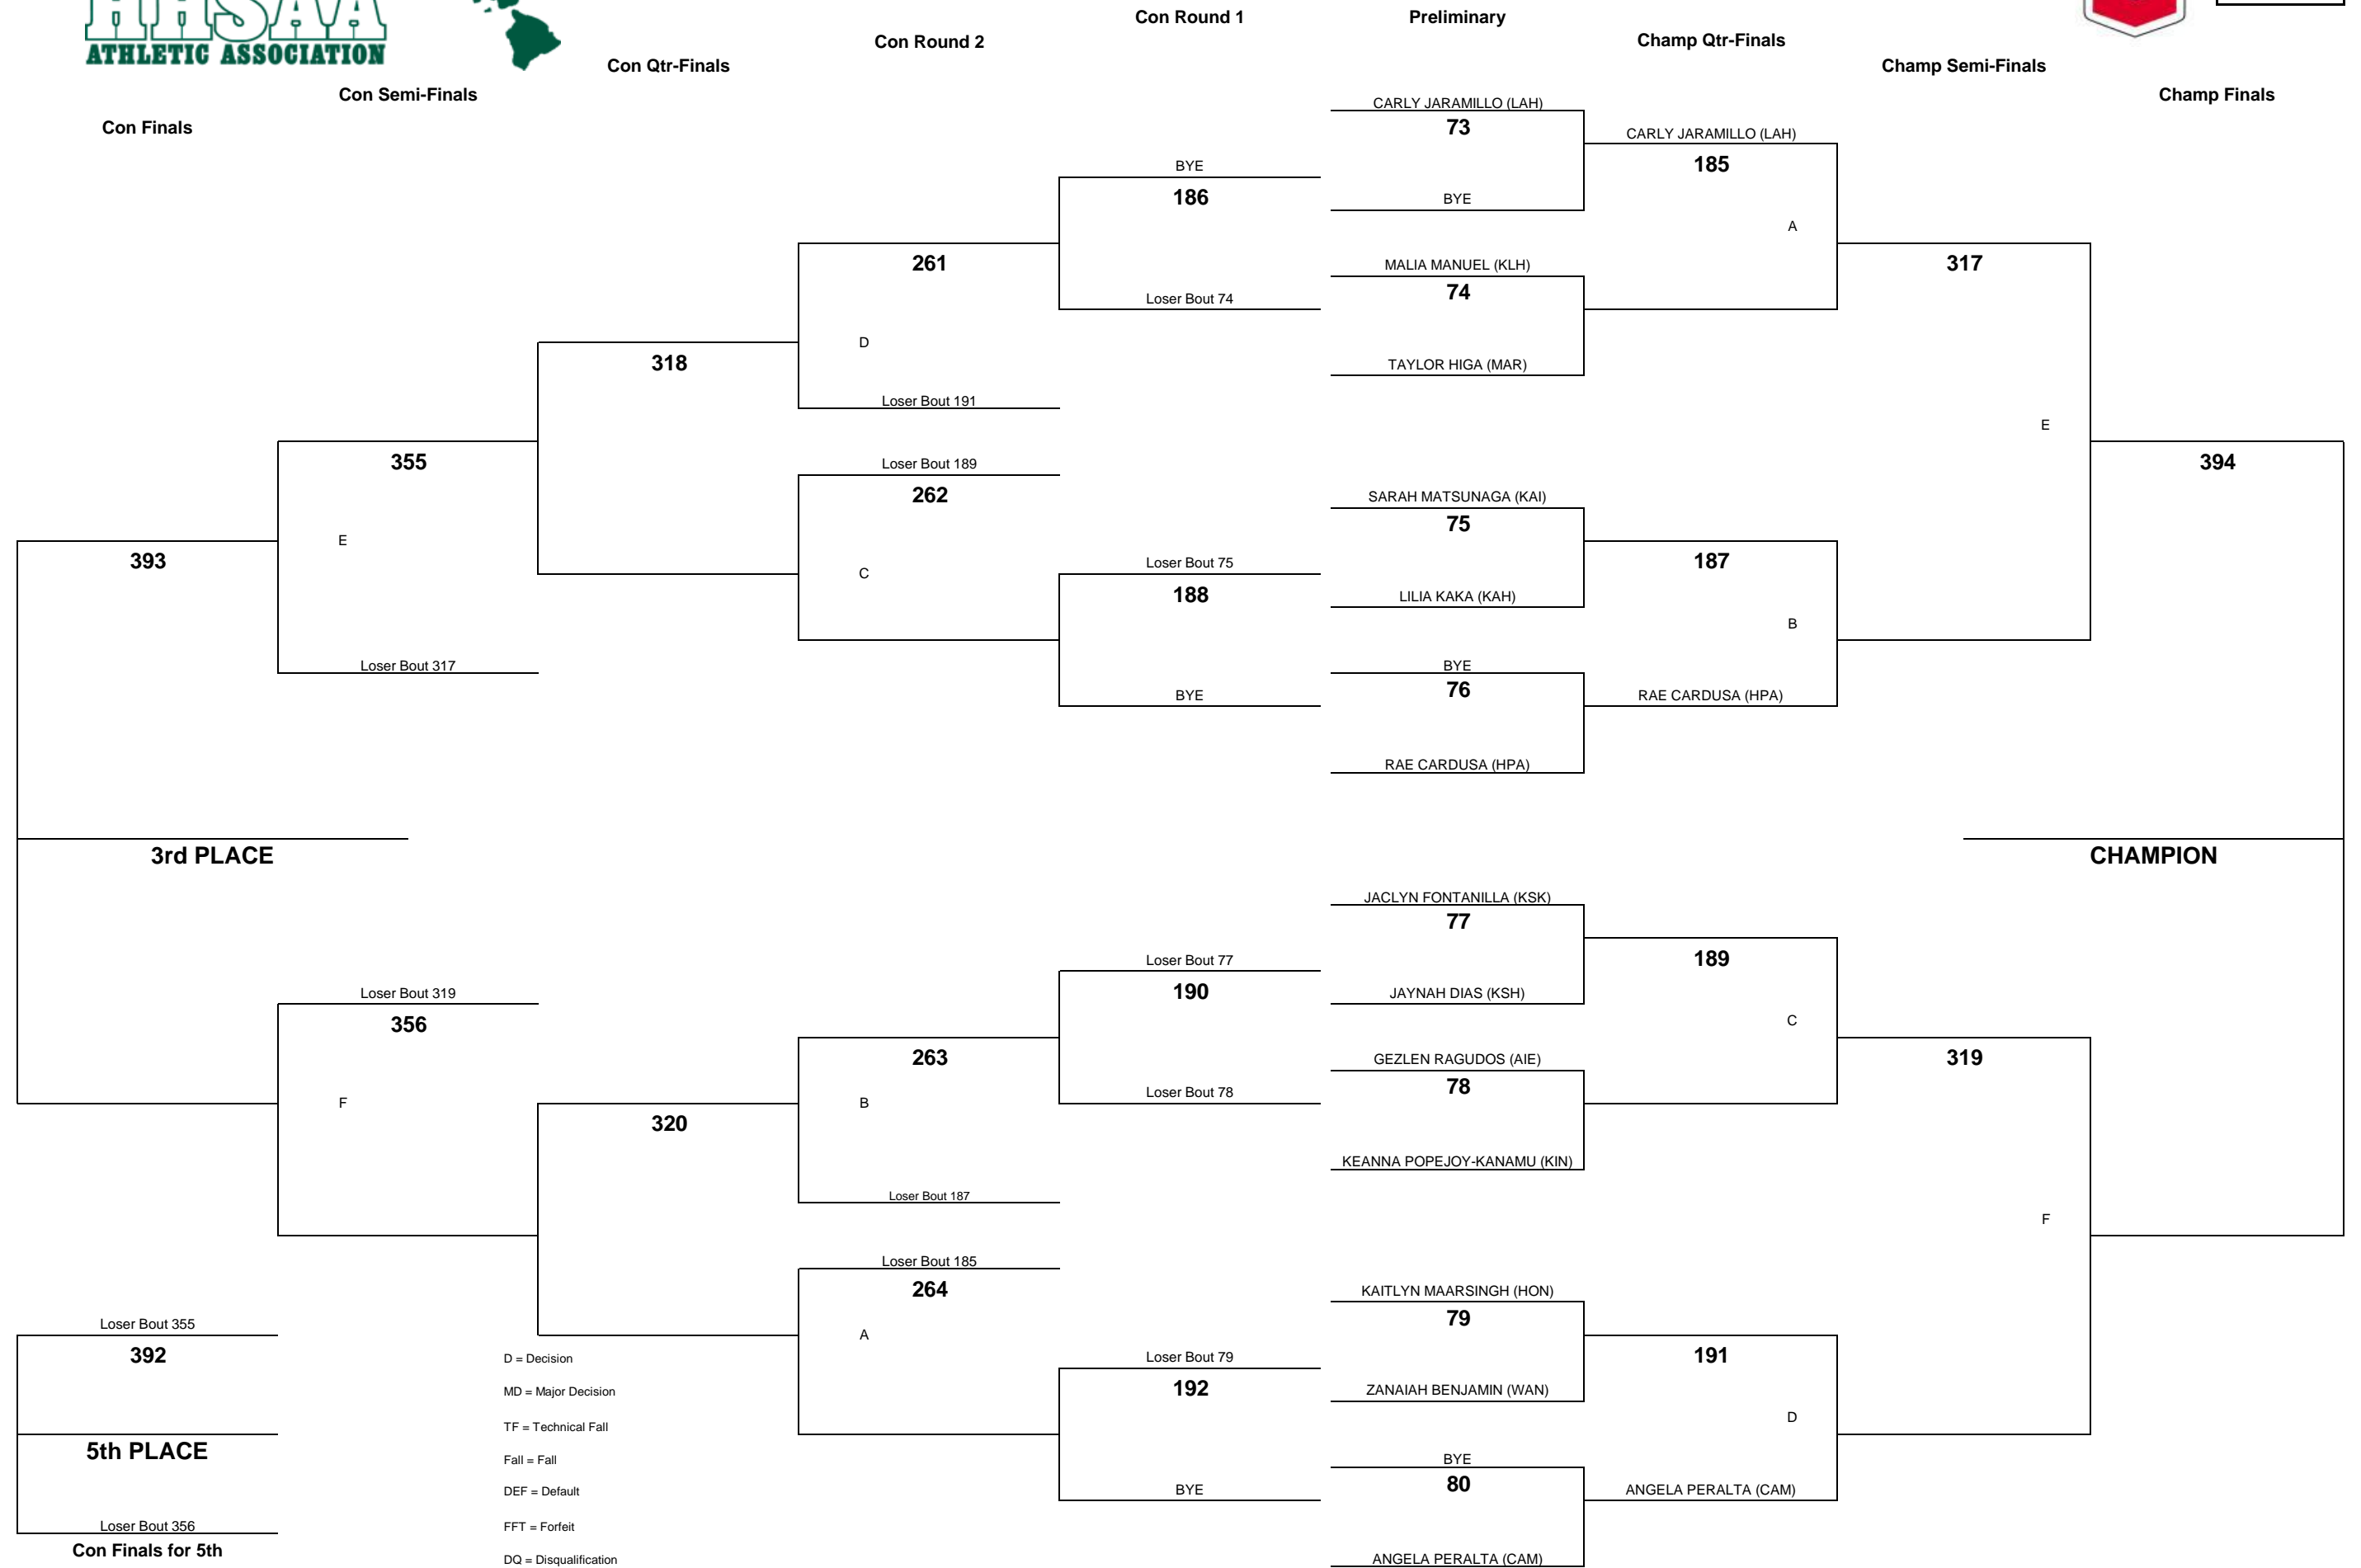 HHSAA
ATHLETIC ASSOCIATION
Con Round 1
Preliminary
Con Round 2
Champ Qtr-Finals
Con Qtr-Finals
Champ Semi-Finals
Con Semi-Finals
Champ Finals
Con Finals
CARLY JARAMILLO (LAH)
73
BYE
CARLY JARAMILLO (LAH)
185
A
MALIA MANUEL (KLH)
74
TAYLOR HIGA (MAR)
317
E
SARAH MATSUNAGA (KAI)
75
LILIA KAKA (KAH)
187
B
BYE
76
RAE CARDUSA (HPA)
RAE CARDUSA (HPA)
394
CHAMPION
JACLYN FONTANILLA (KSK)
77
JAYNAH DIAS (KSH)
189
C
GEZLEN RAGUDOS (AIE)
78
KEANNA POPEJOY-KANAMU (KIN)
319
F
KAITLYN MAARSINGH (HON)
79
ZANAIAH BENJAMIN (WAN)
191
D
BYE
80
ANGELA PERALTA (CAM)
ANGELA PERALTA (CAM)
BYE
186
Loser Bout 74
261
D
Loser Bout 191
318
Loser Bout 189
262
C
Loser Bout 75
188
BYE
355
E
Loser Bout 317
393
3rd PLACE
Loser Bout 77
190
Loser Bout 78
263
B
Loser Bout 187
320
Loser Bout 319
356
F
Loser Bout 185
264
A
Loser Bout 79
192
BYE
Loser Bout 355
392
5th PLACE
Loser Bout 356
Con Finals for 5th
D = Decision
MD = Major Decision
TF = Technical Fall
Fall = Fall
DEF = Default
FFT = Forfeit
DQ = Disqualification